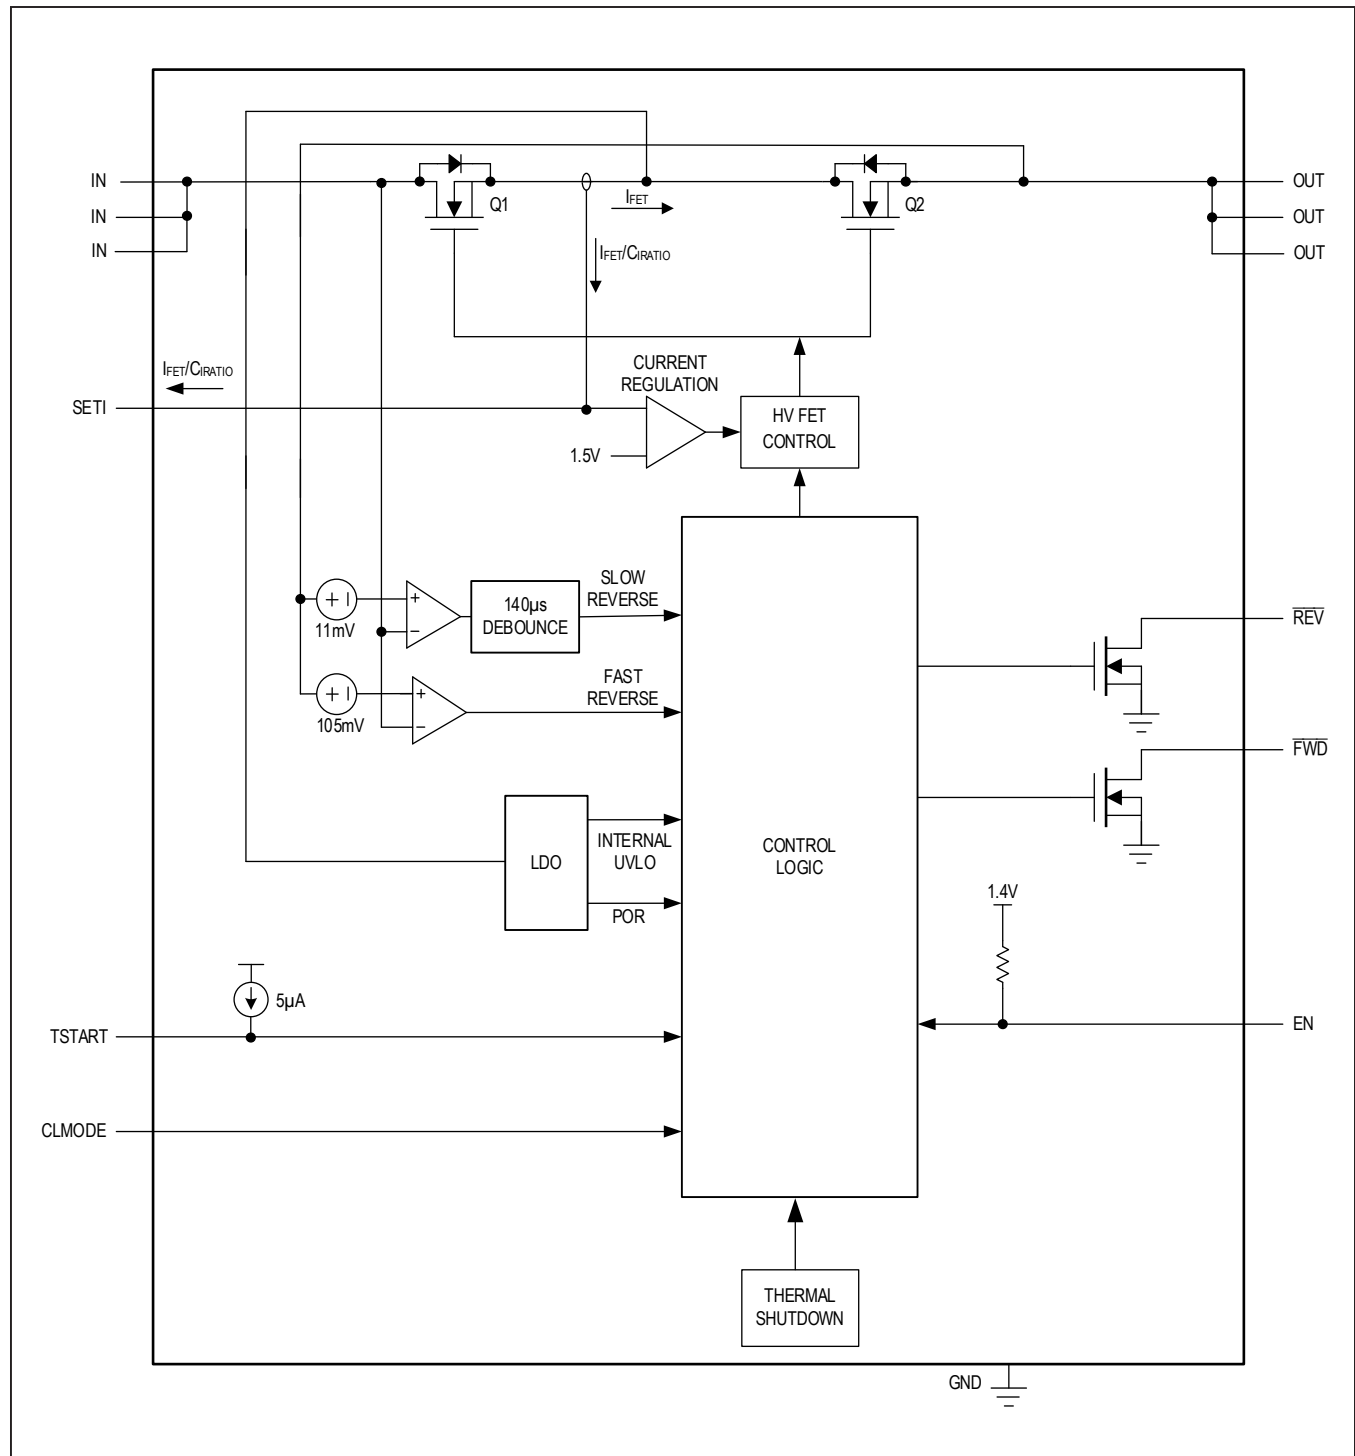 IN
IN
IN
Q1
IFET
Q2
OUT
OUT
OUT
IFET/CIRATIO
IFET/CIRATIO
SETI
CURRENT
REGULATION
1.5V
HV FET
CONTROL
+
11mV
+
−
140µs
DEBOUNCE
SLOW
REVERSE
+
105mV
+
−
FAST
REVERSE
REV
FWD
LDO
INTERNAL
UVLO
POR
CONTROL
LOGIC
1.4V
5µA
TSTART
EN
CLMODE
THERMAL
SHUTDOWN
GND